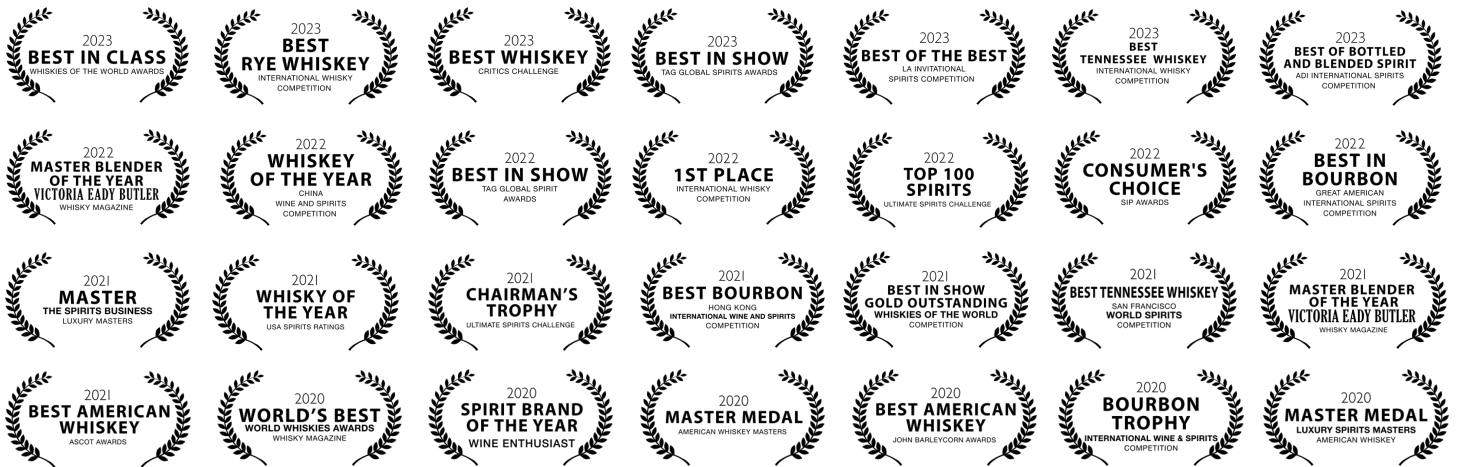 2023
BEST IN CLASS
WHISKIES OF THE WORLD AWARDS
2023
BEST
RYE WHISKEY
INTERNATIONAL WHISKY
COMPETITION
2023
BEST WHISKEY
CRITICS CHALLENGE
2023
BEST IN SHOW
TAG GLOBAL SPIRITS AWARDS
2023
BEST OF THE BEST
LA INVITATIONAL
SPIRITS COMPETITION
2023
BEST
TENNESSEE WHISKEY
INTERNATIONAL WHISKY
COMPETITION
2023
BEST OF BOTTLED
AND BLENDED SPIRIT
ADI INTERNATIONAL SPIRITS
COMPETITION
2022
MASTER BLENDER
OF THE YEAR
VICTORIA EADY BUTLER
WHISKY MAGAZINE
2022
WHISKEY
OF THE YEAR
CHINA
WINE AND SPIRITS
COMPETITION
2022
BEST IN SHOW
TAG GLOBAL SPIRIT
AWARDS
2022
1ST PLACE
INTERNATIONAL WHISKY
COMPETITION
2022
TOP 100
SPIRITS
ULTIMATE SPIRITS CHALLENGE
2022
CONSUMER'S
CHOICE
SIP AWARDS
2022
BEST IN
BOURBON
GREAT AMERICAN
INTERNATIONAL SPIRITS
COMPETITION
2021
MASTER
THE SPIRITS BUSINESS
LUXURY MASTERS
2021
WHISKY OF
THE YEAR
USA SPIRITS RATINGS
2021
CHAIRMAN'S
TROPHY
ULTIMATE SPIRITS CHALLENGE
2021
BEST BOURBON
HONG KONG
INTERNATIONAL WINE AND SPIRITS
COMPETITION
2021
BEST IN SHOW
GOLD OUTSTANDING
WHISKIES OF THE WORLD
COMPETITION
2021
BEST TENNESSEE WHISKEY
SAN FRANCISCO
WORLD SPIRITS
COMPETITION
2021
MASTER BLENDER
OF THE YEAR
VICTORIA EADY BUTLER
WHISKY MAGAZINE
2021
BEST AMERICAN
WHISKEY
ASCOT AWARDS
2020
WORLD'S BEST
WORLD WHISKIES AWARDS
WHISKY MAGAZINE
2020
SPIRIT BRAND
OF THE YEAR
WINE ENTHUSIAST
2020
MASTER MEDAL
AMERICAN WHISKEY MASTERS
2020
BEST AMERICAN
WHISKEY
JOHN BARLEYCORN AWARDS
2020
BOURBON
TROPHY
INTERNATIONAL WINE & SPIRITS
COMPETITION
2020
MASTER MEDAL
LUXURY SPIRITS MASTERS
AMERICAN WHISKEY